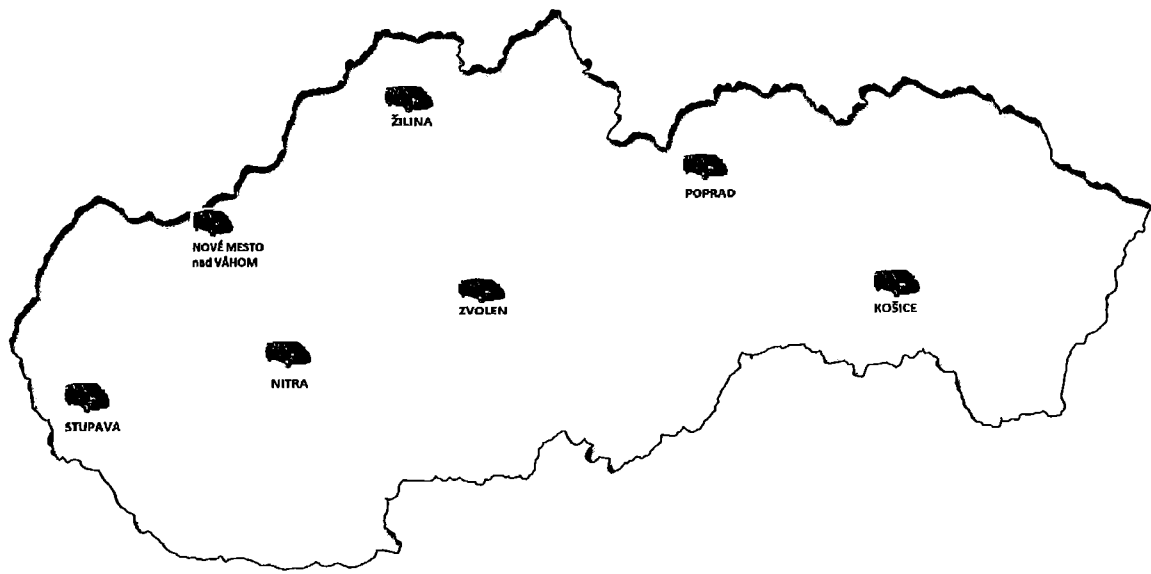 ŽILINA
POPRAD
NOVÉ MESTO
nad VÁHOM
ZVOLEN
KOŠICE
NITRA
STUPAVA